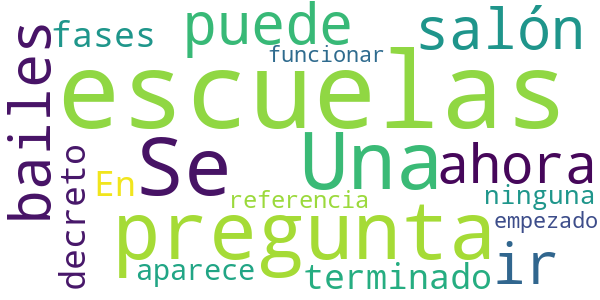 bailes
fases
puede
salón
funcionar
escuelas
decreto
En
Se
Una
ahora
referencia
ninguna
pregunta
empezado
aparece
terminado
ir